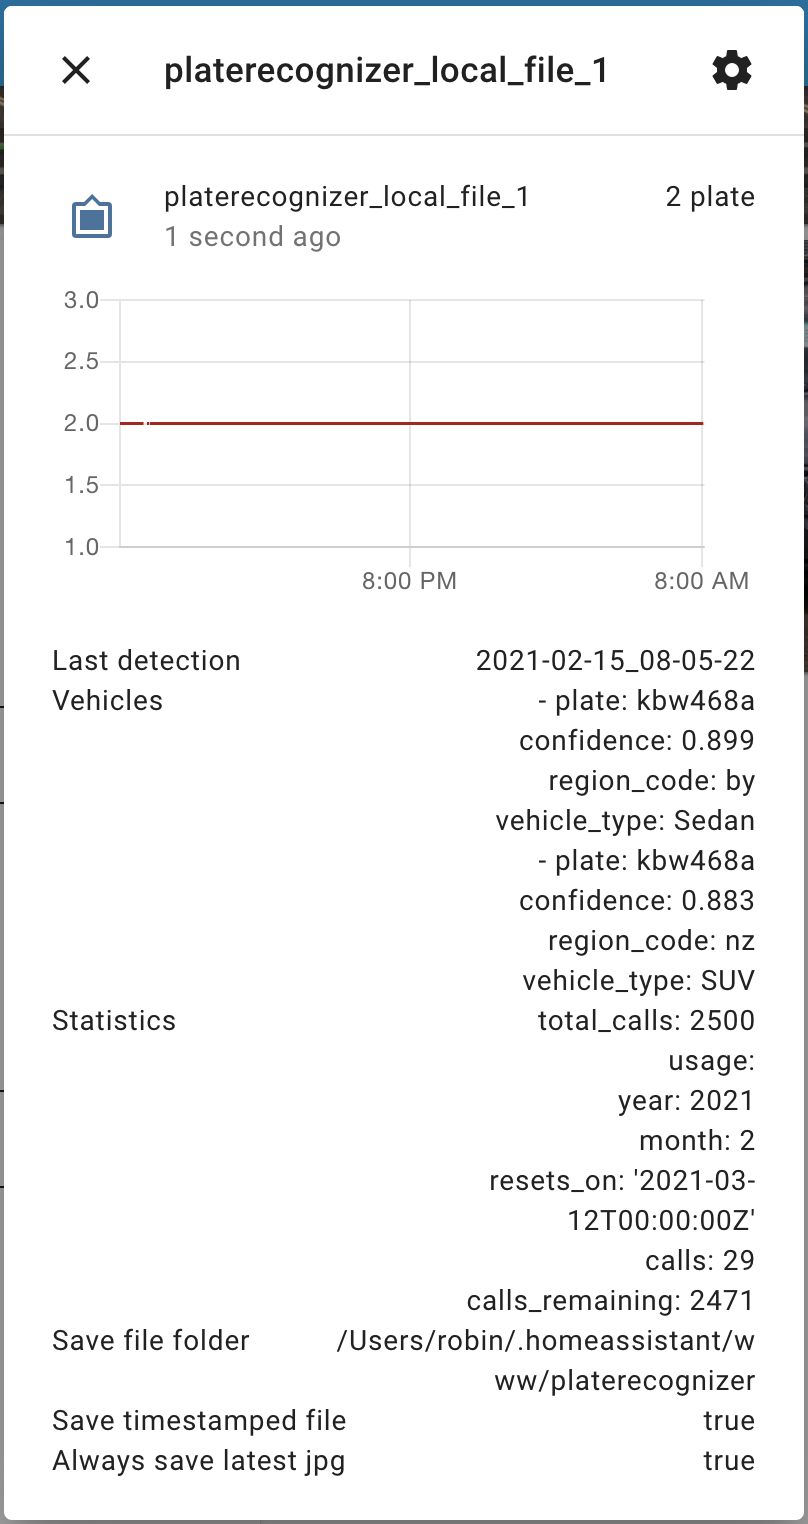 platerecognizer_local_file_1
platerecognizer_local_file_1 2 plate
1 second ago
3.0
2.5
2.0
1.5
1.0
8:00 PM 8:00 AM
Last detection 2021-02-15_08-05-22
Vehicles - plate: kbw468a
confidence: 0.899
region_code: by
vehicle_type: Sedan
- plate: kbw468a
confidence: 0.883
region_code: nz
vehicle_type: SUV
Statistics total_calls: 2500
usage:
year: 2021
month: 2
resets_on: '2021-03-
12T00:00:00Z'
calls: 29
calls_remaining: 2471
Save file folder /Users/robin/.homeassistant/w
ww/platerecognizer
Save timestamped file true
Always save latest jpg true